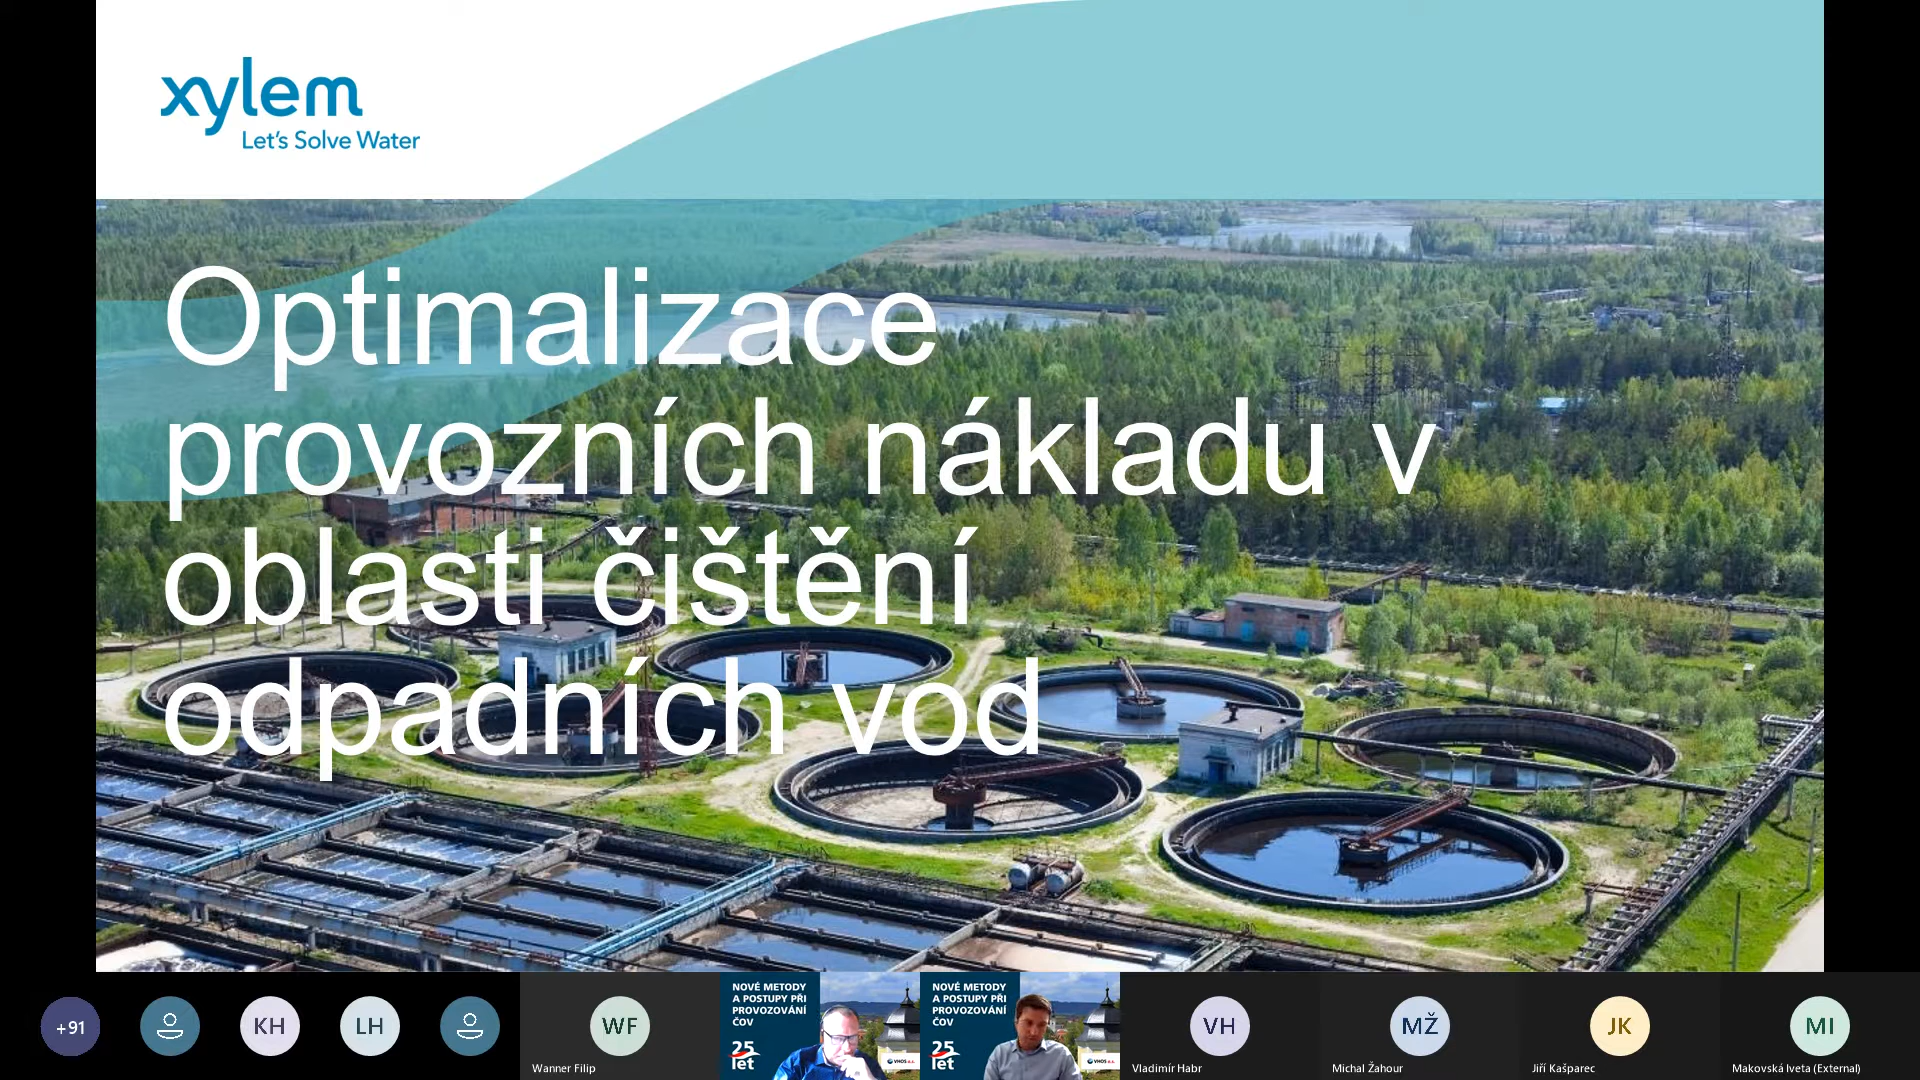 xylem
Let's Solve Water
Optimalizace
provozních nákladu v
oblasti čištění
odpadních vod
+91
KH
LH
WF
Wanner Filip
NOVÉ METODY
A POSTUPY PŘI
PROVOZOVÁNÍ
ČOV
25
let
VHOS a.s.
NOVÉ METODY
A POSTUPY PŘI
PROVOZOVÁNÍ
ČOV
25
let
VHOS a.s.
VH
Vladimír Habr
MŽ
Michal Žahour
JK
Jiří Kašparec
MI
Makovská Iveta (External)